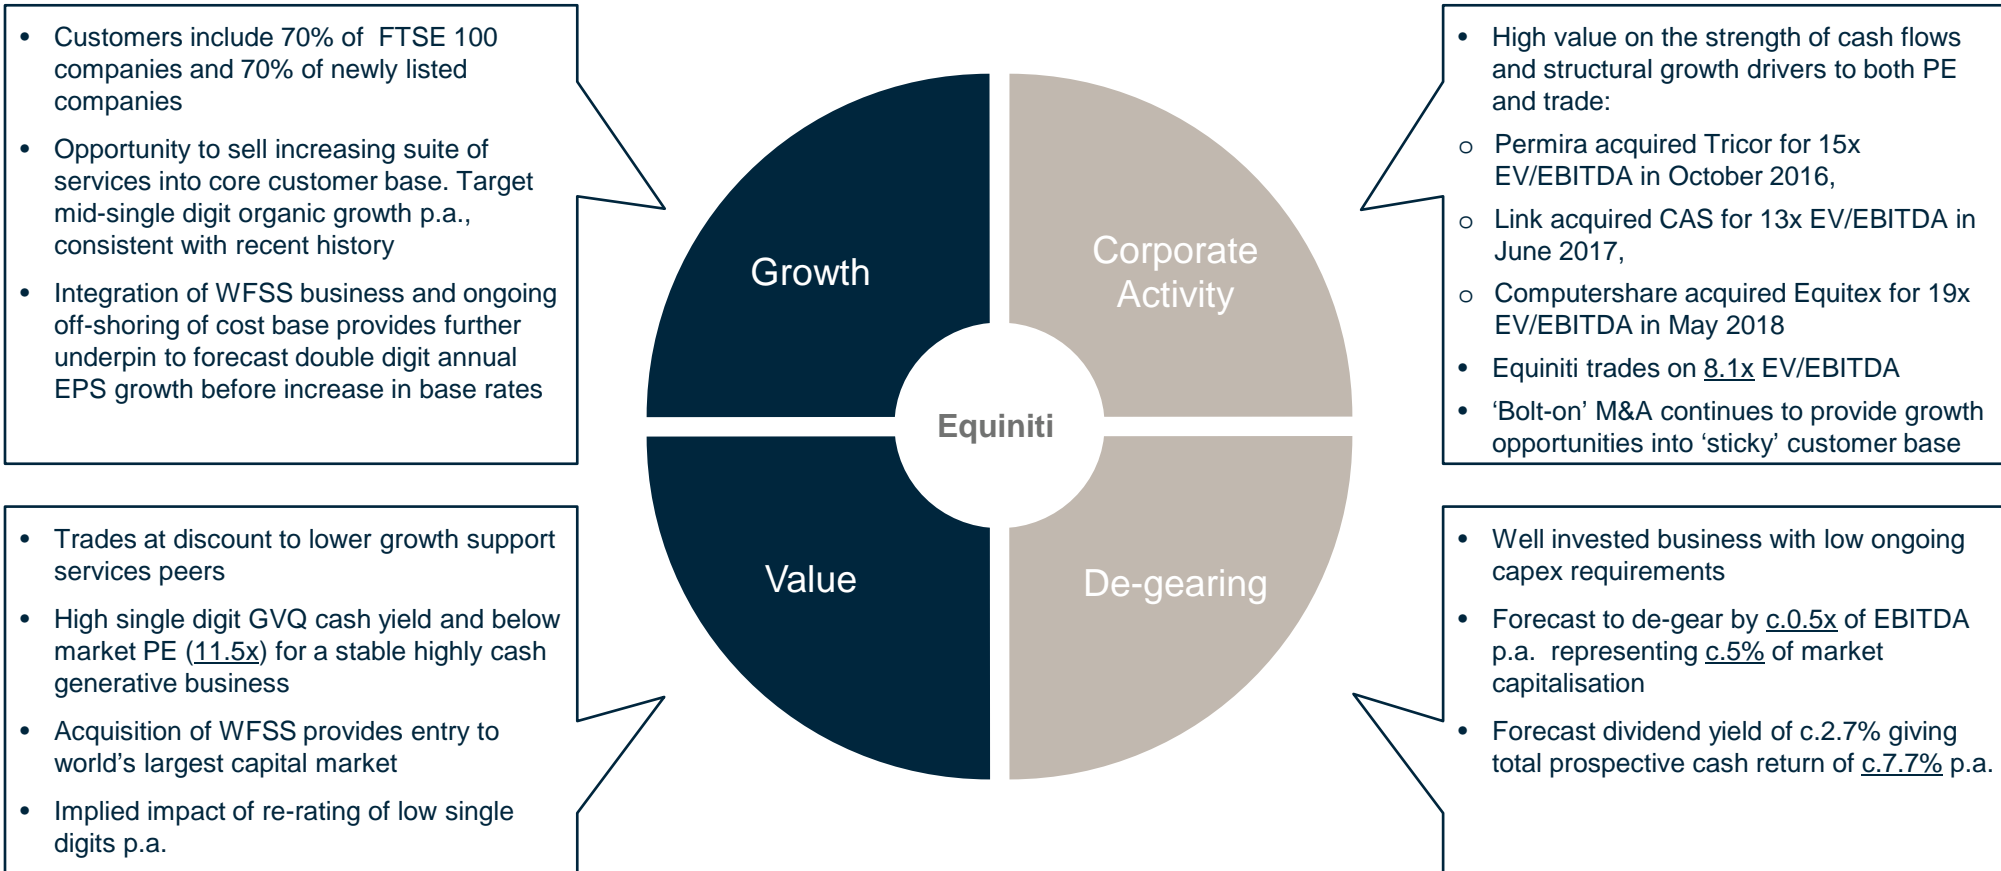 • Customers include 70% of FTSE 100
companies and 70% of newly listed
companies
• Opportunity to sell increasing suite of
services into core customer base. Target
mid-single digit organic growth p.a.,
consistent with recent history
• Integration of WFSS business and ongoing
off-shoring of cost base provides further
underpin to forecast double digit annual
EPS growth before increase in base rates
• High value on the strength of cash flows
and structural growth drivers to both PE
and trade:
o Permira acquired Tricor for 15x
EV/EBITDA in October 2016,
o Link acquired CAS for 13x EV/EBITDA in
June 2017,
o Computershare acquired Equitex for 19x
EV/EBITDA in May 2018
• Equiniti trades on 8.1x EV/EBITDA
• ‘Bolt-on’ M&A continues to provide growth
opportunities into ‘sticky’ customer base
Growth
Corporate
Activity
Equiniti
Value
De-gearing
• Trades at discount to lower growth support
services peers
• High single digit GVQ cash yield and below
market PE (11.5x) for a stable highly cash
generative business
• Acquisition of WFSS provides entry to
world’s largest capital market
• Implied impact of re-rating of low single
digits p.a.
• Well invested business with low ongoing
capex requirements
• Forecast to de-gear by c.0.5x of EBITDA
p.a. representing c.5% of market
capitalisation
• Forecast dividend yield of c.2.7% giving
total prospective cash return of c.7.7% p.a.